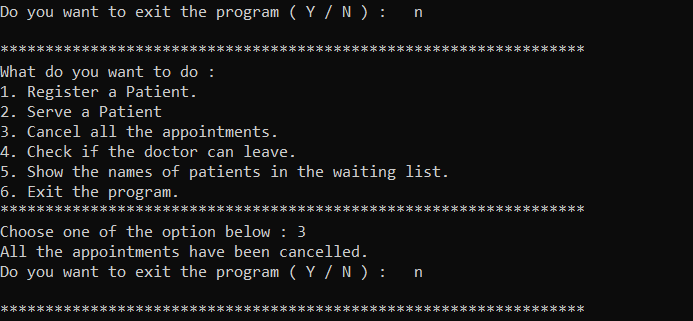 Do you want to exit the program ( Y / N ) :   n
*****************************************************************
What do you want to do :
1. Register a Patient.
2. Serve a Patient
3. Cancel all the appointments.
4. Check if the doctor can leave.
5. Show the names of patients in the waiting list.
6. Exit the program.
*****************************************************************
Choose one of the option below : 3
All the appointments have been cancelled.
Do you want to exit the program ( Y / N ) :   n
*****************************************************************